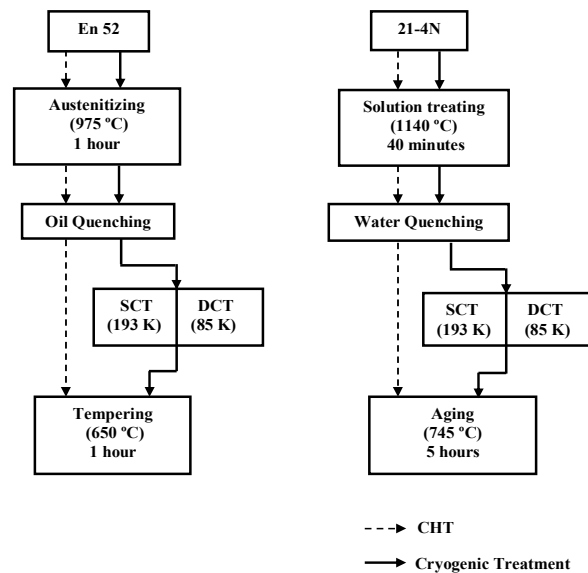 En 52
Austenitizing
(975 ºC)
1 hour
Oil Quenching
SCT
(193 K)
DCT
(85 K)
Tempering
(650 ºC)
1 hour
21-4N
Solution treating
(1140 ºC)
40 minutes
Water Quenching
SCT
(193 K)
DCT
(85 K)
Aging
(745 ºC)
5 hours
CHT
Cryogenic Treatment